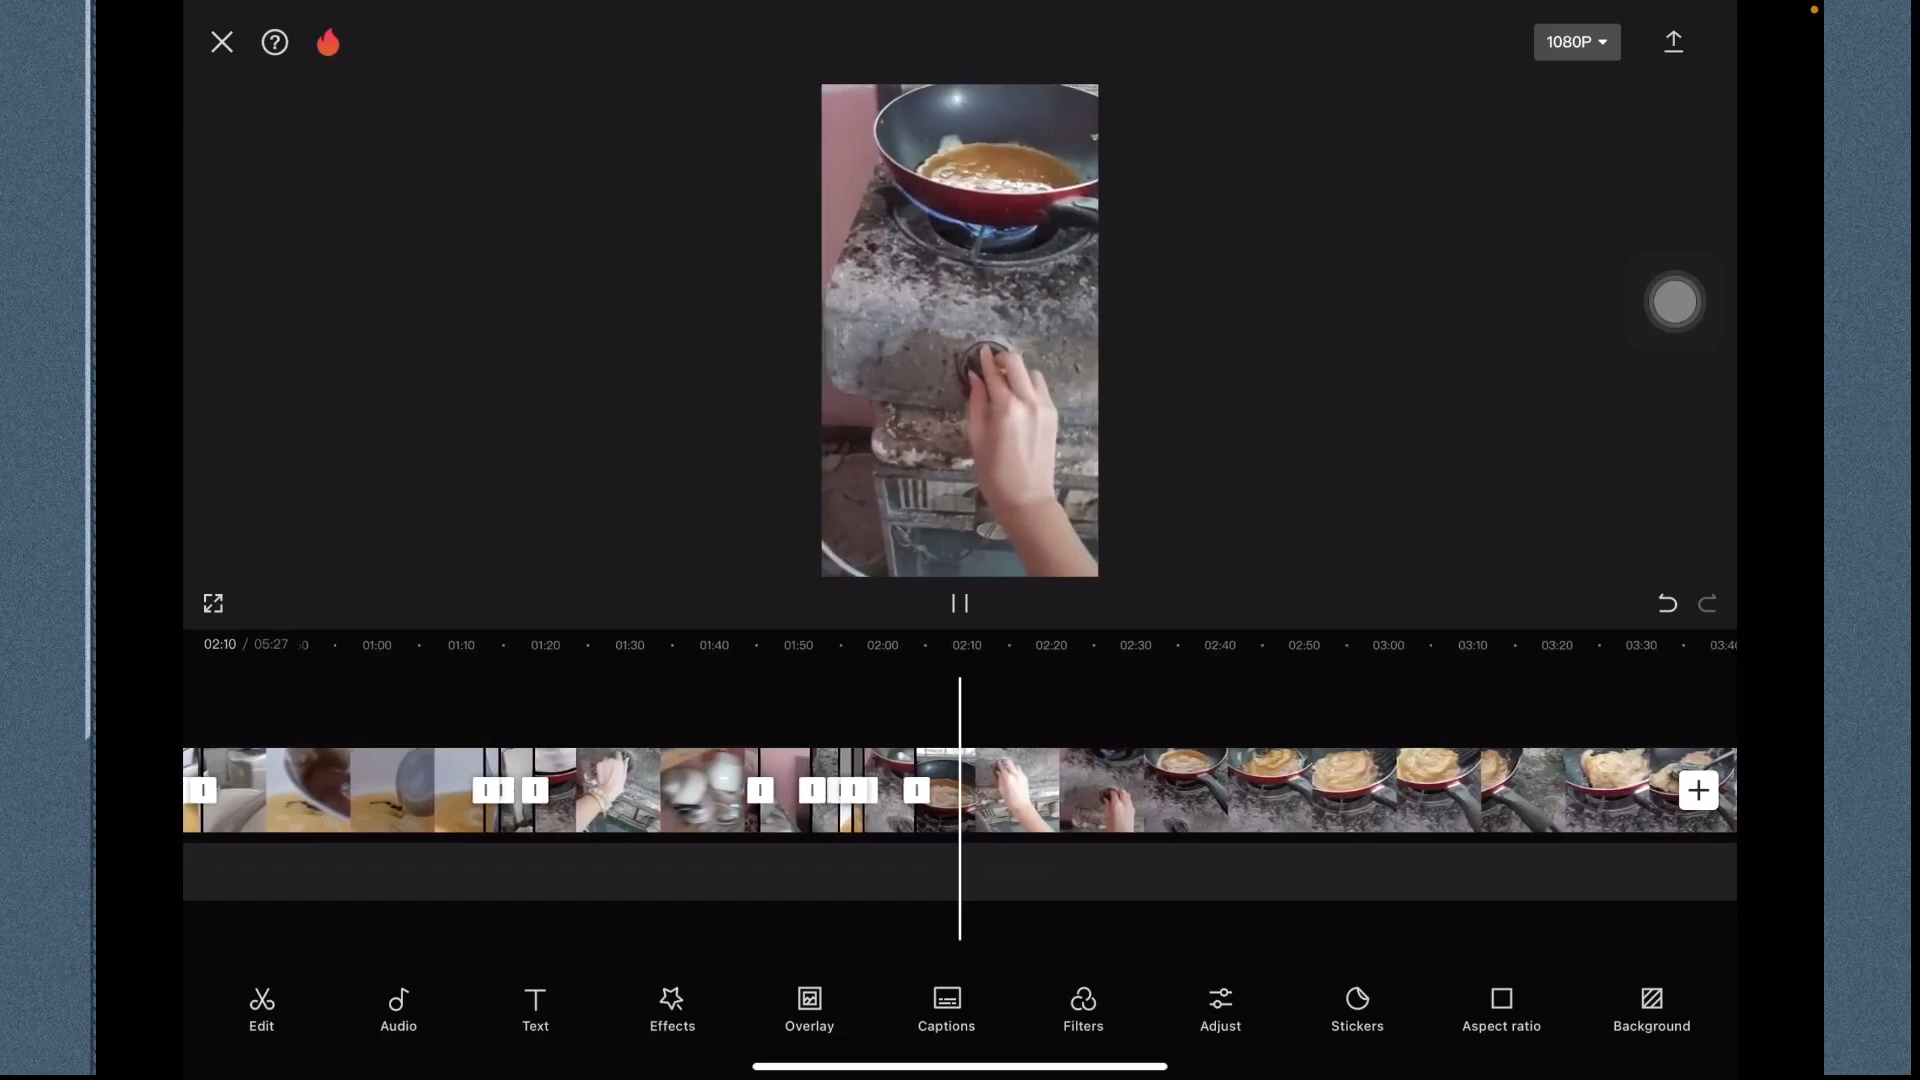 ?
1080P
02:10 / 05:27
01:00
01:10
01:20
01:30
01:40
01:50
02:00
02:10
02:20
02:30
02:40
02:50
03:00
03:10
03:20
03:30
Edit
Audio
Text
Effects
Overlay
Captions
Filters
Adjust
Stickers
Aspect ratio
Background